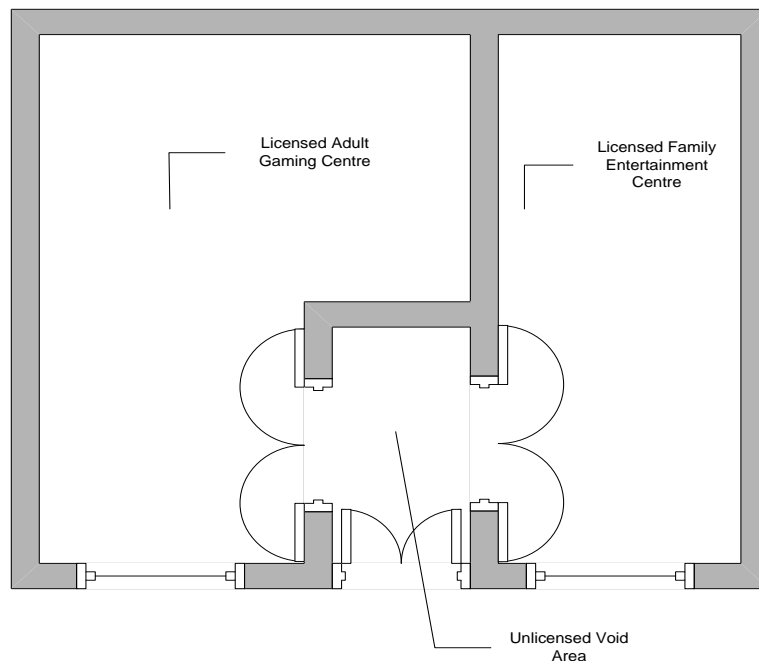 Licensed Adult
Gaming Centre
Licensed Family
Entertainment
Centre
Unlicensed Void
Area